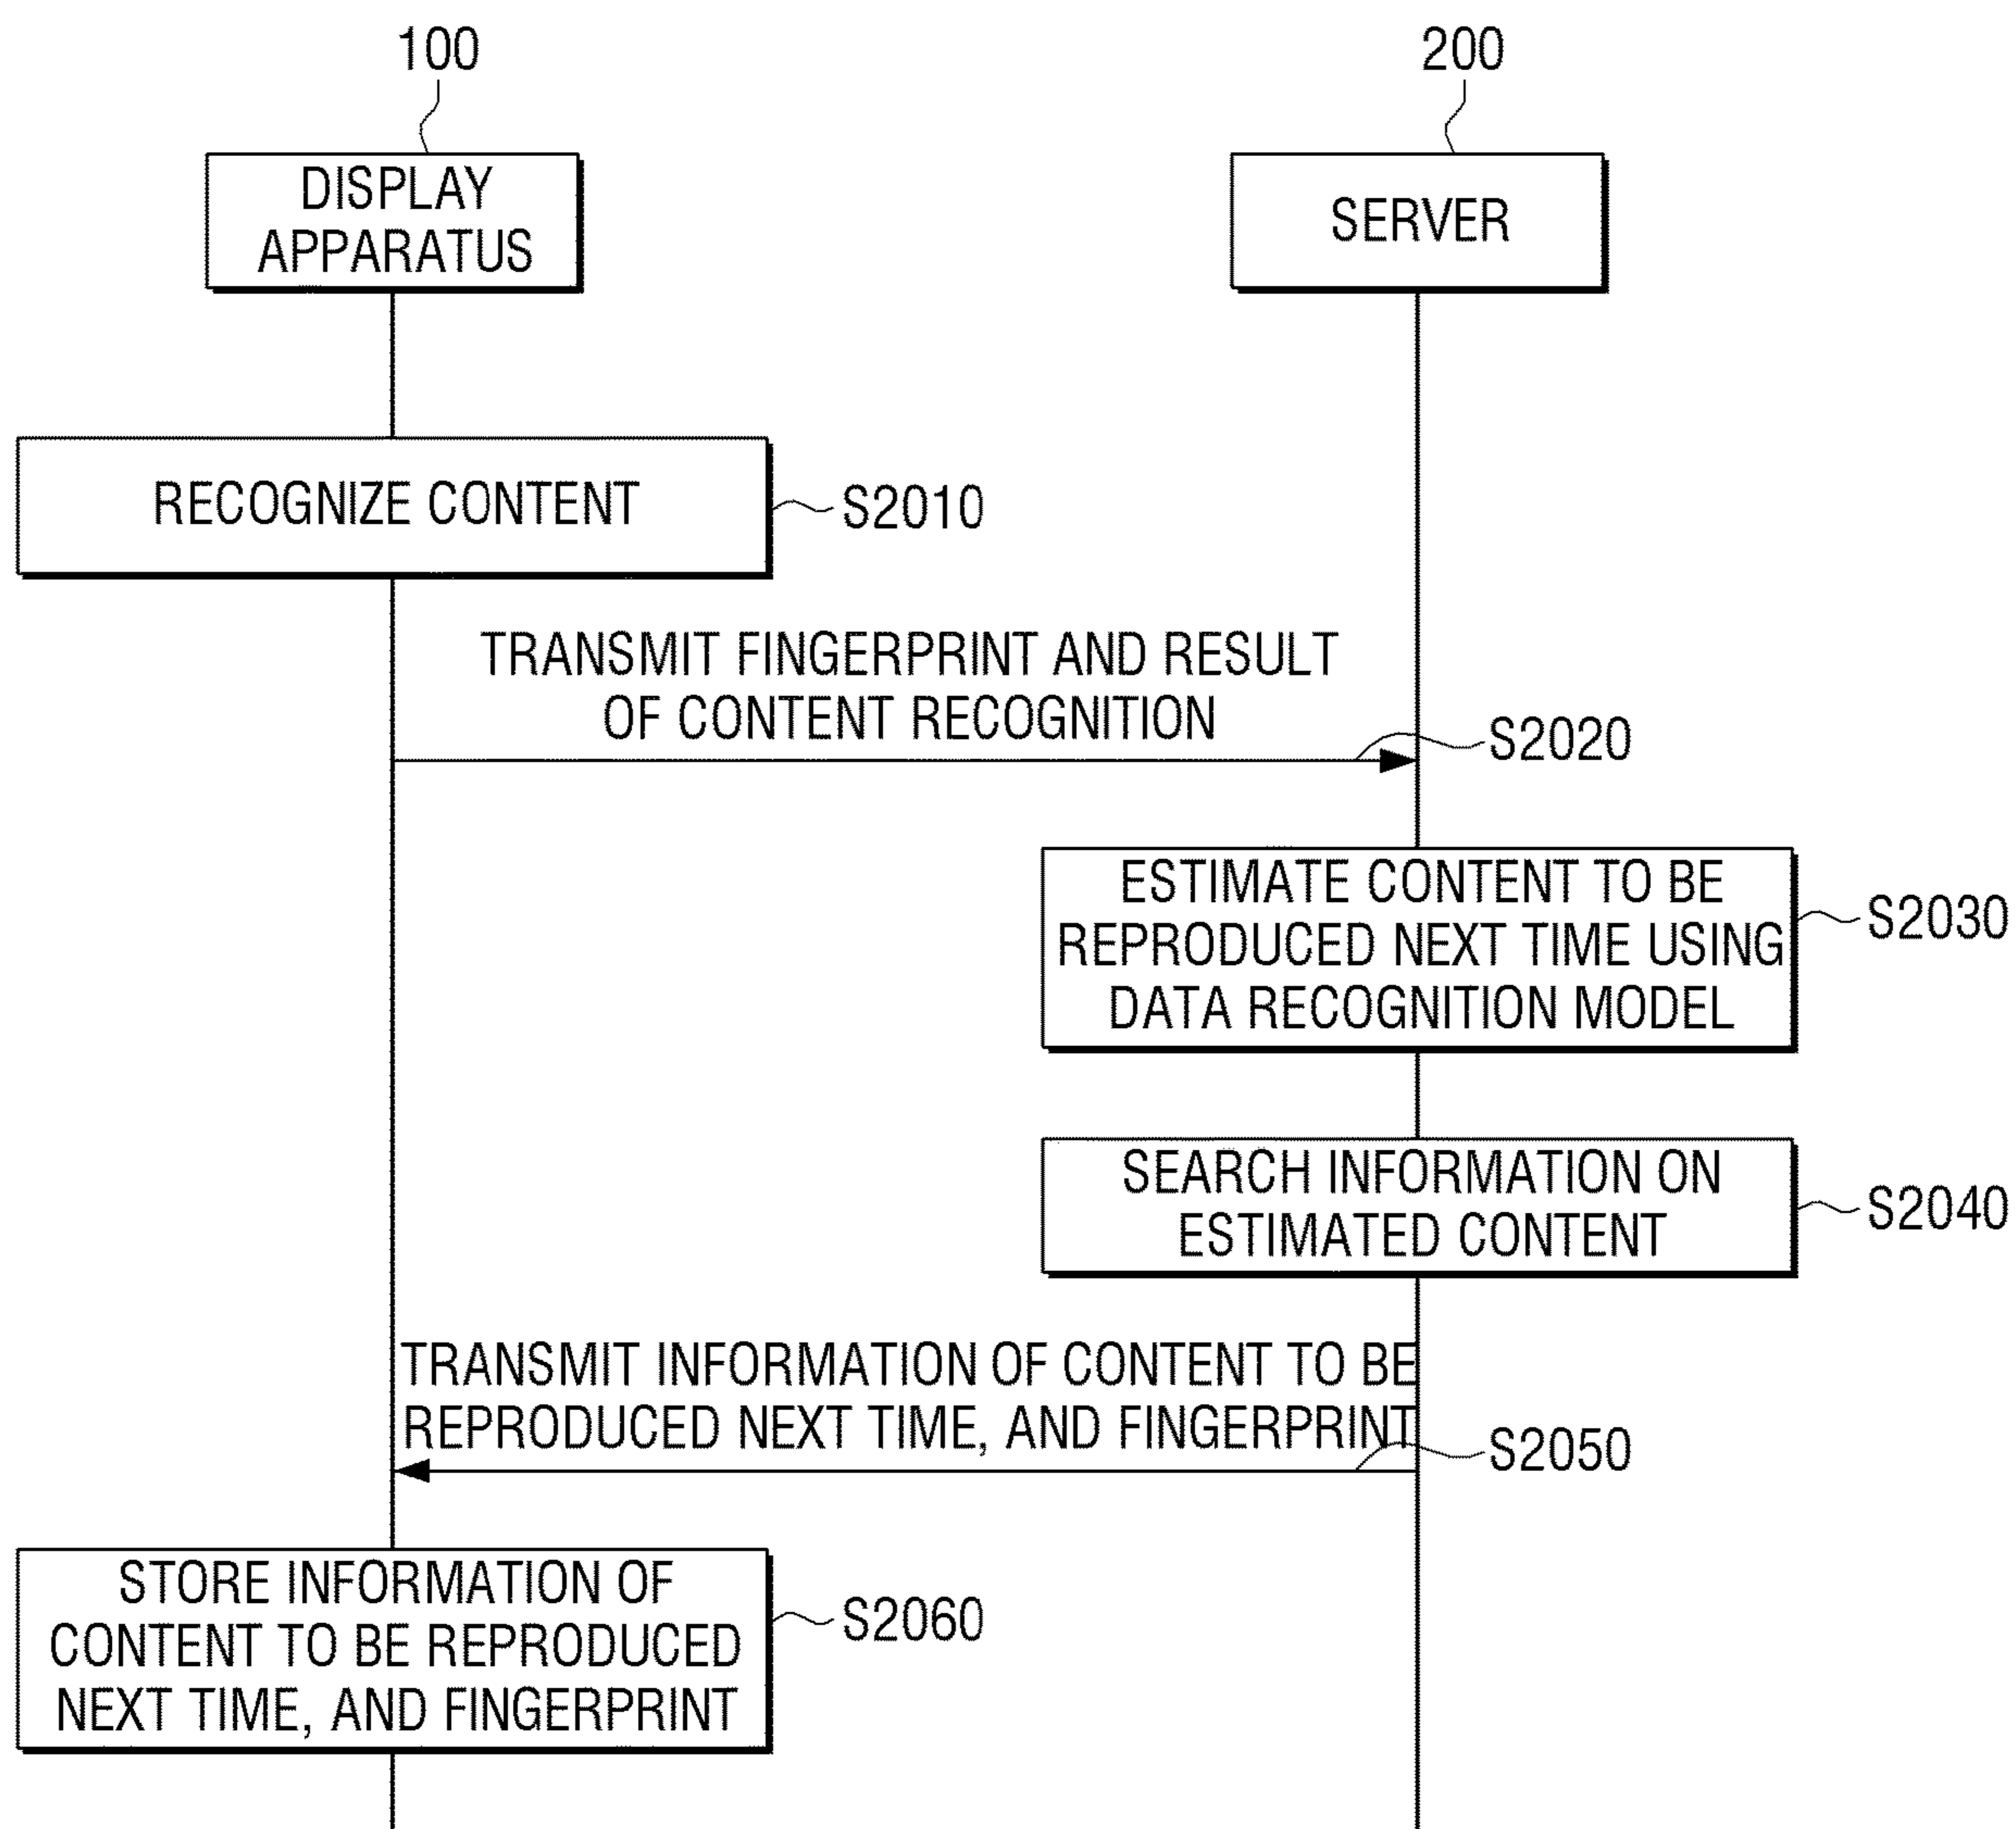 100
200
DISPLAY
APPARATUS
SERVER
RECOGNIZE CONTENT
S2010
TRANSMIT FINGERPRINT AND RESULT
OF CONTENT RECOGNITION
S2020
ESTIMATE CONTENT TO BE
REPRODUCED NEXT TIME USING
DATA RECOGNITION MODEL
S2030
SEARCH INFORMATION ON
ESTIMATED CONTENT
S2040
TRANSMIT INFORMATION OF CONTENT TO BE
REPRODUCED NEXT TIME, AND FINGERPRINT
S2050
STORE INFORMATION OF
CONTENT TO BE REPRODUCED
NEXT TIME, AND FINGERPRINT
S2060